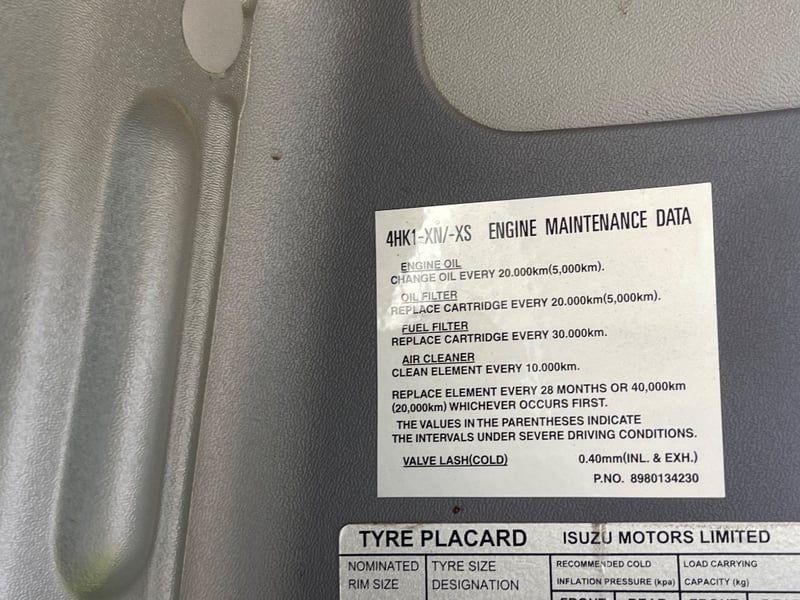 4HK1-XN/-XS ENGINE MAINTENANCE DATA
ENGINE OIL
CHANGE OIL EVERY 20.000km(5,000km).
OIL FILTER
REPLACE CARTRIDGE EVERY 20.000km(5,000km).
FUEL FILTER
REPLACE CARTRIDGE EVERY 30.000km.
AIR CLEANER
CLEAN ELEMENT EVERY 10.000km.
REPLACE ELEMENT EVERY 28 MONTHS OR 40,000km
(20,000km) WHICHEVER OCCURS FIRST.
THE VALUES IN THE PARENTHESES INDICATE
THE INTERVALS UNDER SEVERE DRIVING CONDITIONS.
VALVE LASH(COLD) 0.40mm(INL. & EXH.)
P.NO. 8980134230
TYRE PLACARD ISUZU MOTORS LIMITED
NOMINATED RIM SIZE
TYRE SIZE DESIGNATION
RECOMMENDED COLD INFLATION PRESSURE (kpa)
LOAD CARRYING CAPACITY (kg)